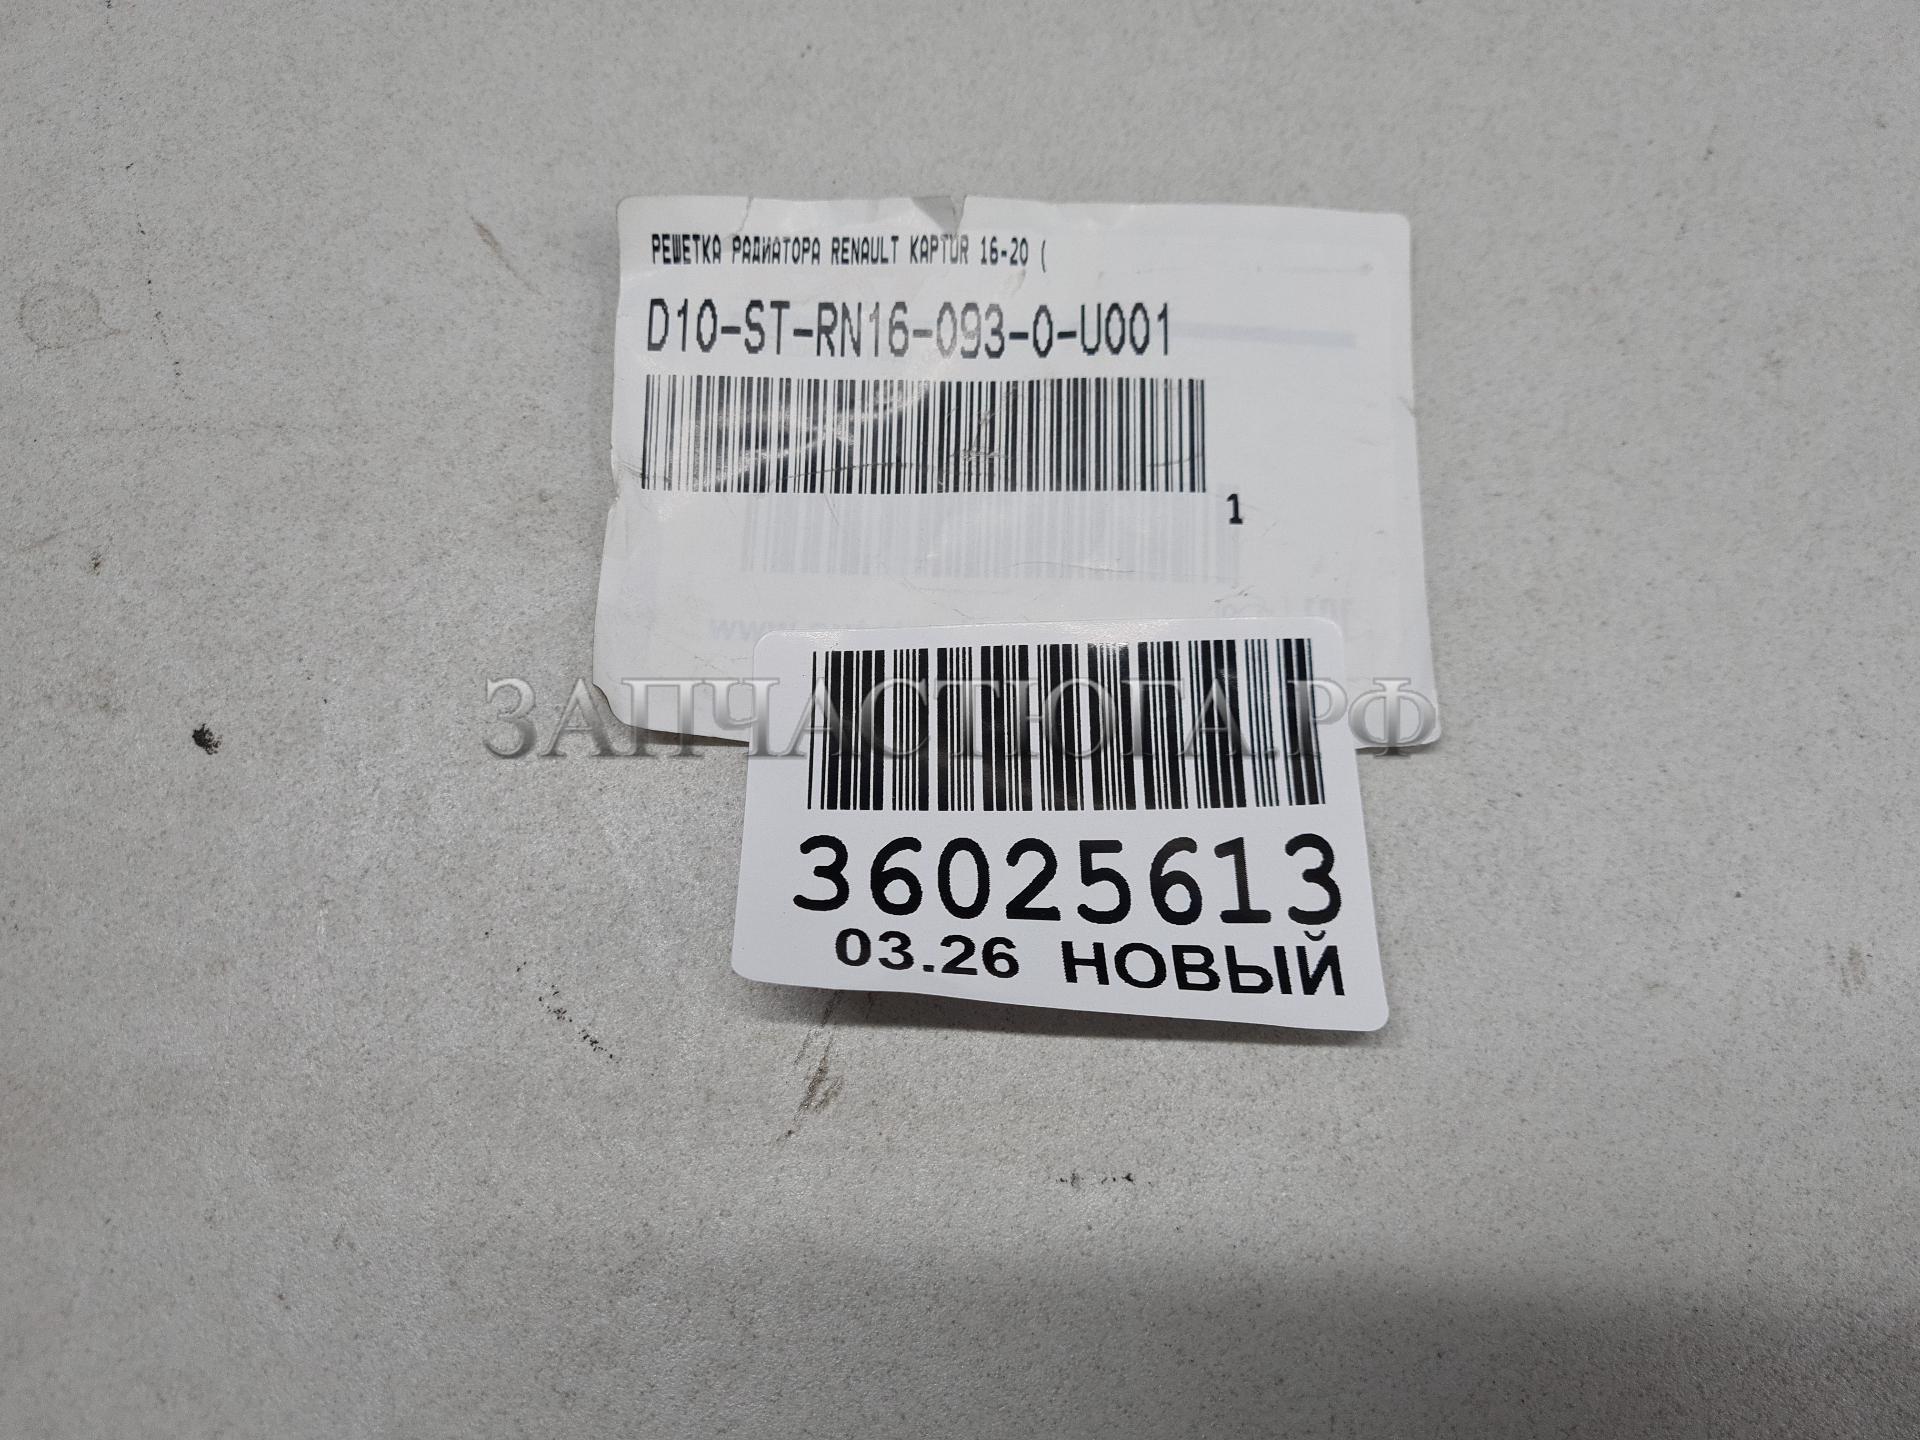 РЕШЕТКА РАДИАТОРА RENAULT KAPTUR 16-20 (
D10-ST-RN16-093-0-U001
1
ЗАПЧАСТЮГА.РФ
36025613
03.26 НОВЫЙ